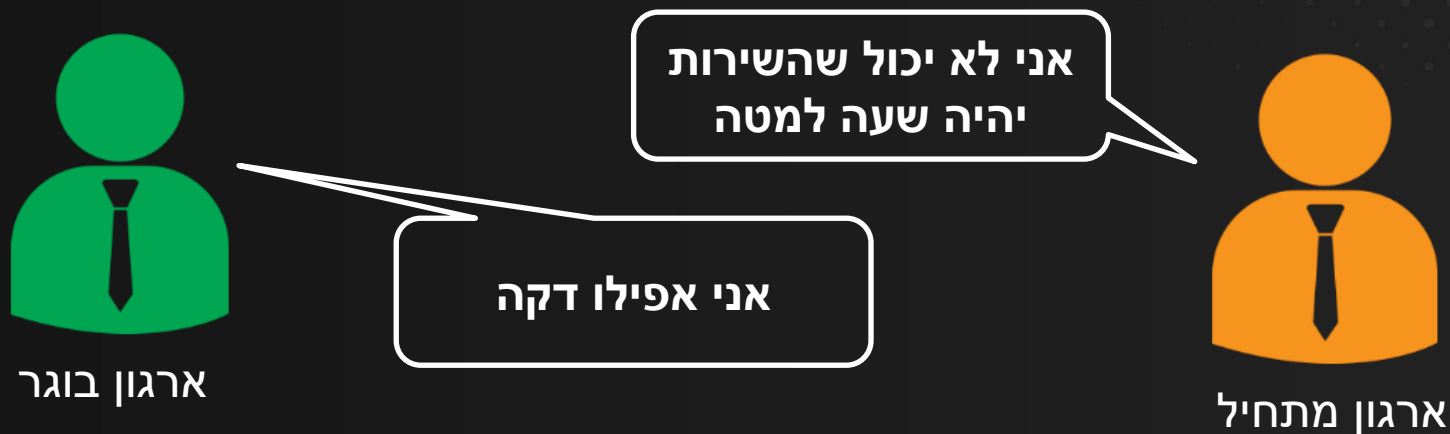 אני לא יכול שהשירות
יהיה שעה למטה
אני אפילו דקה
ארגון בוגר
ארגון מתחיל